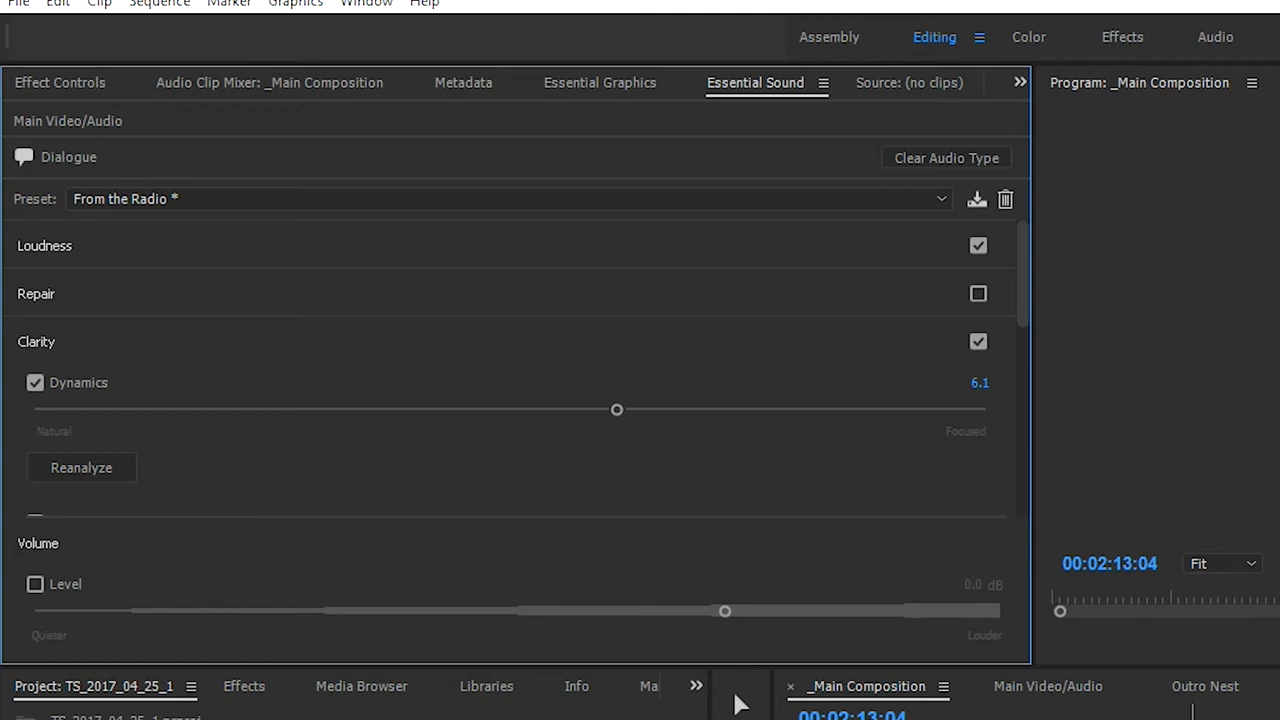 File Edit Clip Sequence Marker Graphics Window Help
Assembly Editing Color Effects Audio
Effect Controls Audio Clip Mixer: _Main Composition Metadata Essential Graphics Essential Sound Source: (no clips) Program: _Main Composition
Main Video/Audio
Dialogue Clear Audio Type
Preset: From the Radio *
Loudness
Repair
Clarity
Dynamics 6.1
Natural Focused
Reanalyze
Volume
00:02:13:04 Fit
Level 0.0 dB
Quieter Louder
Project: TS_2017_04_25_1 Effects Media Browser Libraries Info Ma × _Main Composition Main Video/Audio Outro Nest
00:02:13:04